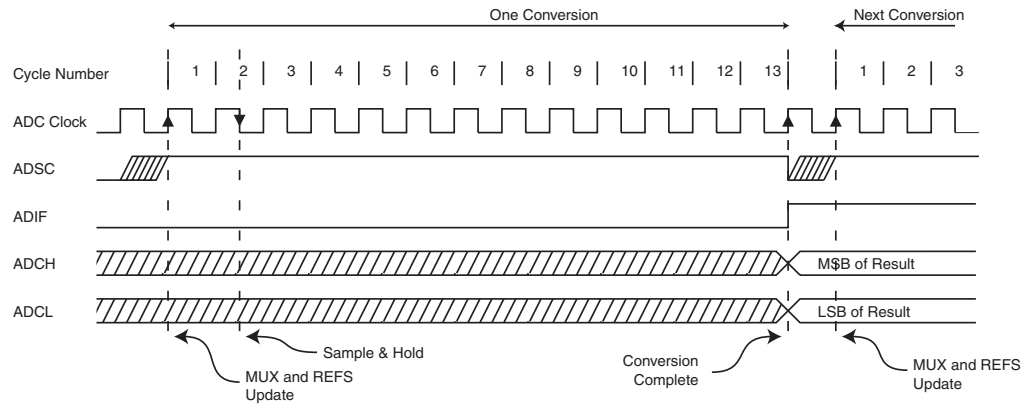 One Conversion
Next Conversion
Cycle Number 1 2 3 4 5 6 7 8 9 10 11 12 13 1 2 3
ADC Clock
ADSC
ADIF
ADCH
MSB of Result
ADCL
LSB of Result
Sample & Hold
MUX and REFS
Update
Conversion
Complete
MUX and REFS
Update